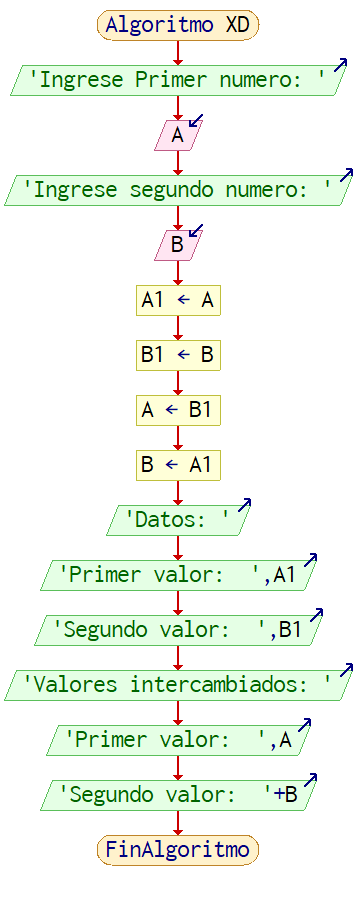 Algoritmo XD
'Ingrese Primer numero: '
A
'Ingrese segundo numero: '
B
A1 ← A
B1 ← B
A ← B1
B ← A1
'Datos: '
'Primer valor:  ',A1
'Segundo valor:  ',B1
'Valores intercambiados: '
'Primer valor:  ',A
'Segundo valor:  '+B
FinAlgoritmo